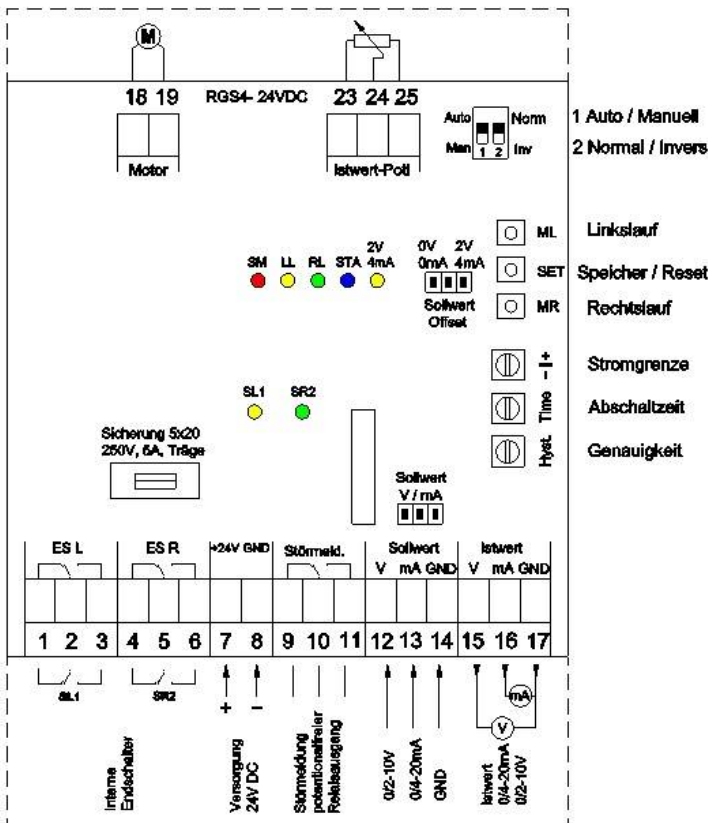 M
18 19 RGS4- 24VDC 23 24 25
Auto Norm 1 Auto / Manuell
Man 1 2 Inv 2 Normal / Invers
Motor Istwert-Poti
ML Linkslauf
SM LL RL STA 2V 4mA
0V 2V
0mA 4mA
SET Speicher / Reset
Sollwert
Offset
MR Rechtslauf
+ - Stromgrenze
SL1 SR2
Time Abschaltzeit
Sicherung 5x20
250V, 6A, Träge
Hyst. Genauigkeit
Sollwert
V / mA
ES L ES R +24V GND Störmeld. Sollwert Istwert
V mA GND V mA GND
1 2 3 4 5 6 7 8 9 10 11 12 13 14 15 16 17
SL1 SR2
+ -
mA
V
Interne
Endschalter
Versorgung
24V DC
Störmeldung
potentionalfreier
Relaisausgang
0/2-10V
0/4-20mA
GND
Istwert
0/4-20mA
0/2-10V